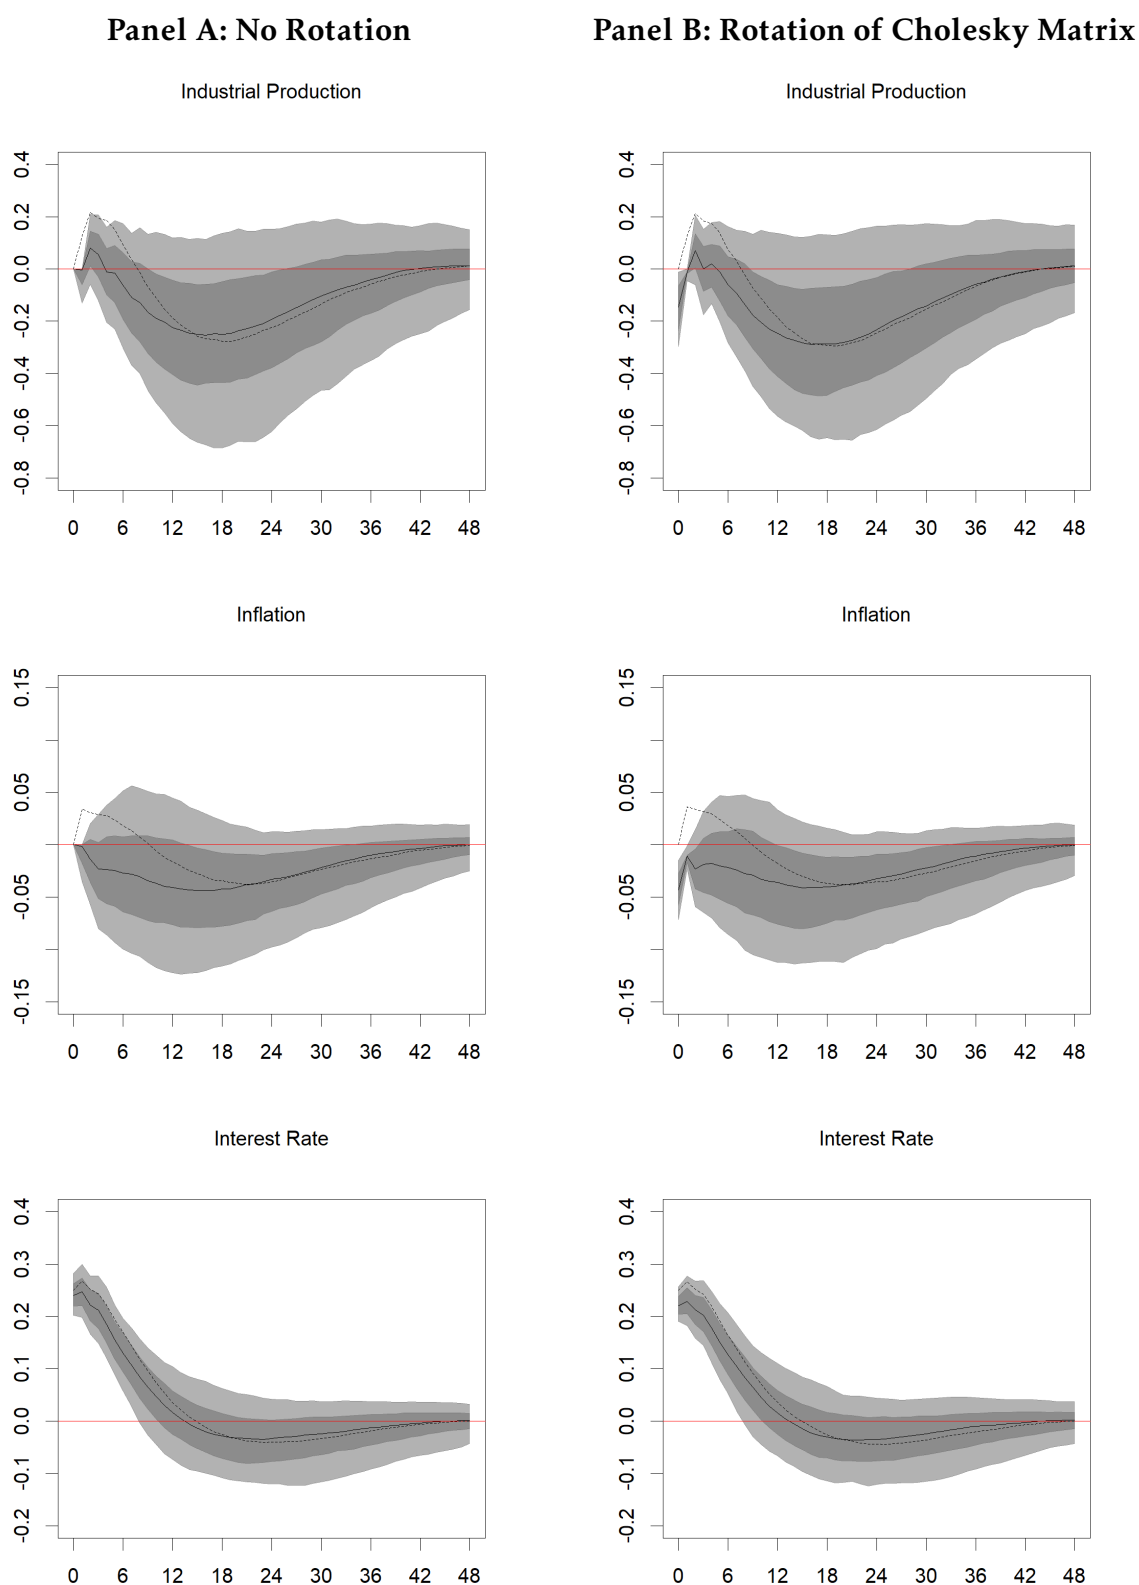 Panel A: No Rotation
Panel B: Rotation of Cholesky Matrix
Industrial Production
Industrial Production
0.4
0.2
0.0
-0.2
-0.4
-0.6
-0.8
0 6 12 18 24 30 36 42 48
0.4
0.2
0.0
-0.2
-0.4
-0.6
-0.8
0 6 12 18 24 30 36 42 48
Inflation
Inflation
0.15
0.05
-0.05
-0.15
0 6 12 18 24 30 36 42 48
0.15
0.05
-0.05
-0.15
0 6 12 18 24 30 36 42 48
Interest Rate
Interest Rate
0.4
0.3
0.2
0.1
0.0
-0.1
-0.2
0 6 12 18 24 30 36 42 48
0.4
0.3
0.2
0.1
0.0
-0.1
-0.2
0 6 12 18 24 30 36 42 48